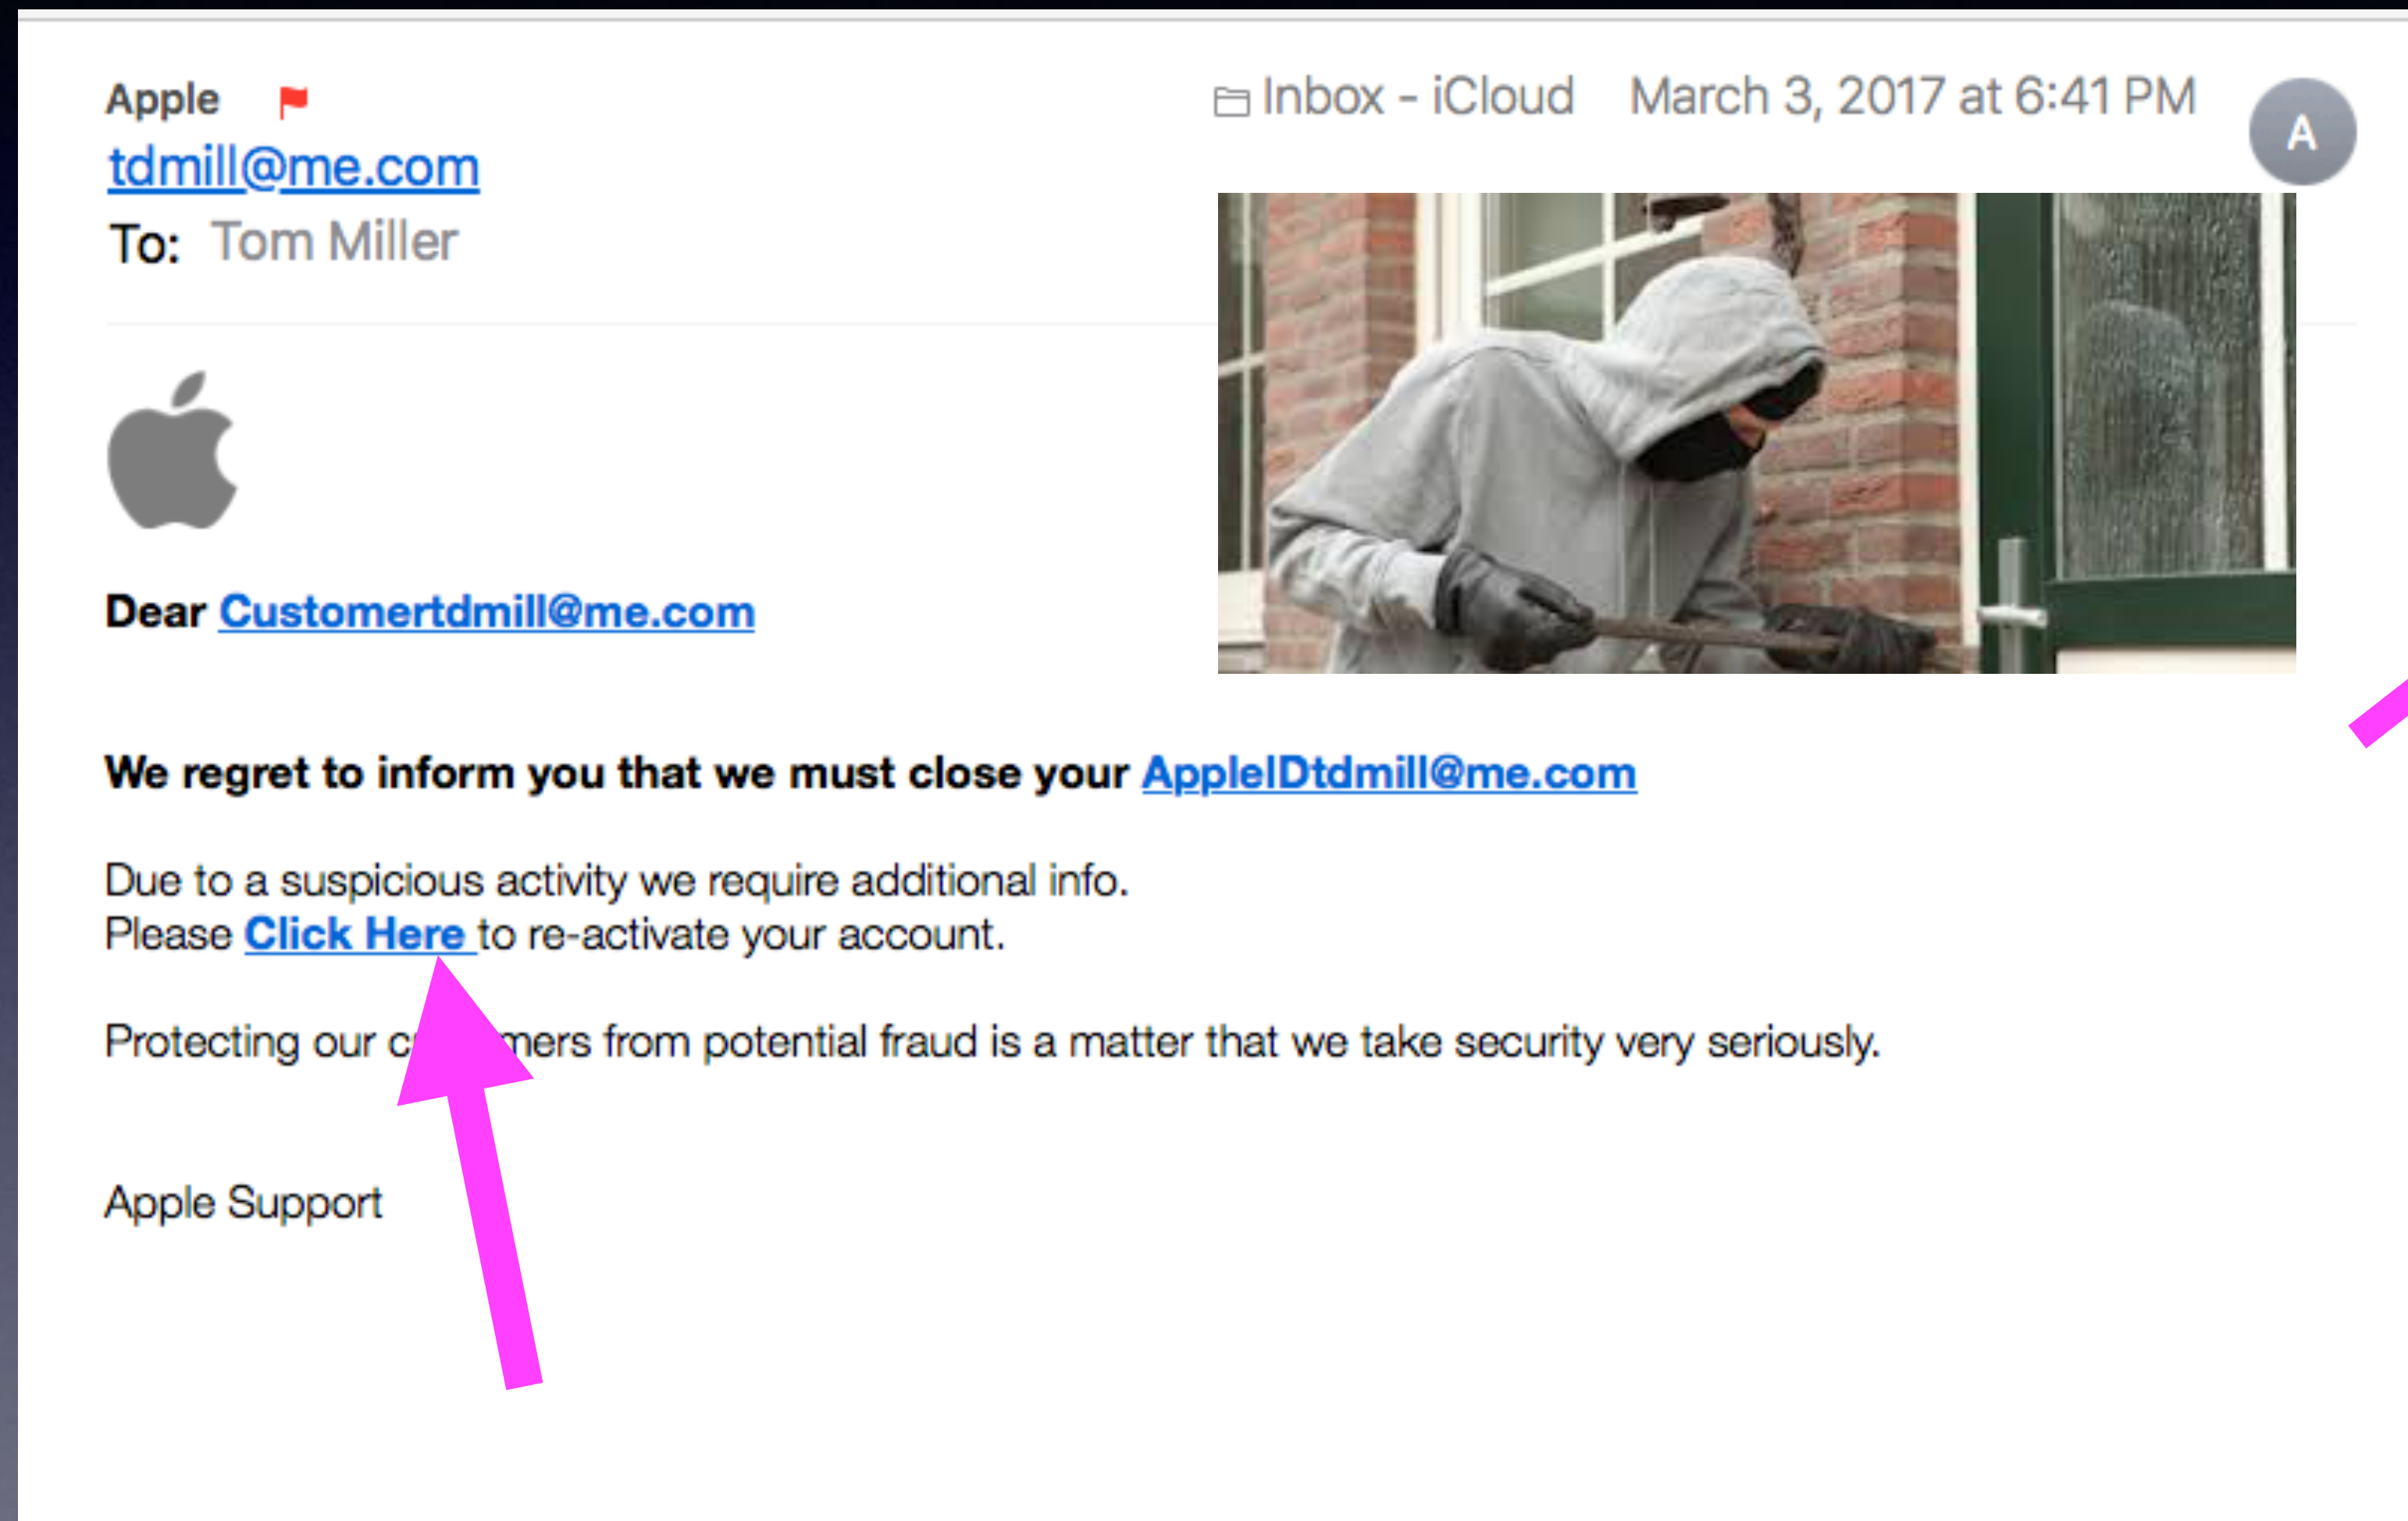 Apple
Inbox - iCloud March 3, 2017 at 6:41 PM
A
tdmill@me.com
To: Tom Miller
Dear Customertdmill@me.com
We regret to inform you that we must close your AppleIDtdmill@me.com
Due to a suspicious activity we require additional info.
Please Click Here to re-activate your account.
Protecting our mers from potential fraud is a matter that we take security very seriously.
Apple Support